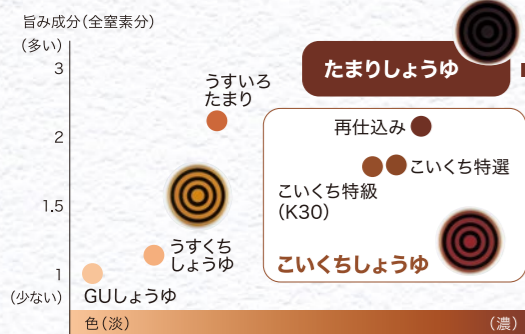 旨み成分(全窒素分)
(多い)
3
2
1.5
1
(少ない)
たまりしょうゆ
うすいろ
たまり
再仕込み
こいくち特選
こいくち特級
(K30)
こいくちしょうゆ
うすくち
しょうゆ
GUしょうゆ
色(淡)
(濃)